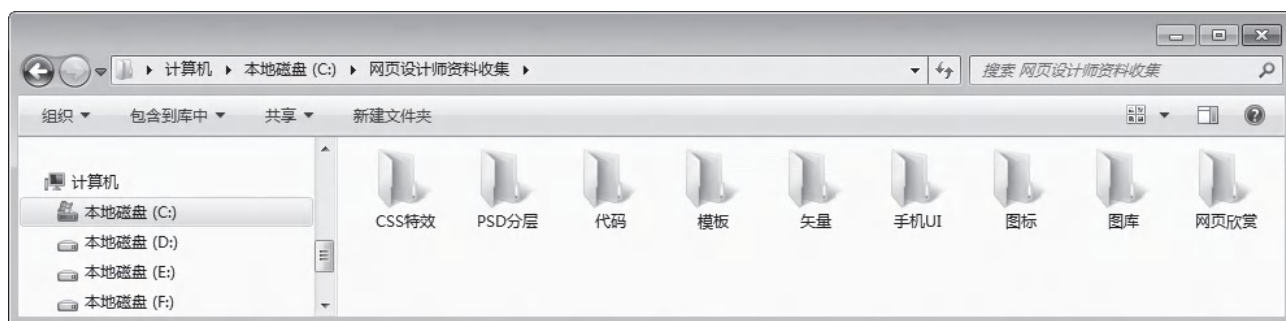 计算机 本地磁盘 (C:) 网页设计师资料收集 搜索 网页设计师资料收集
组织 包含到库中 共享 新建文件夹
计算机
本地磁盘 (C:)
本地磁盘 (D:)
本地磁盘 (E:)
本地磁盘 (F:)
CSS特效 PSD分层 代码 模板 矢量 手机UI 图标 图库 网页欣赏